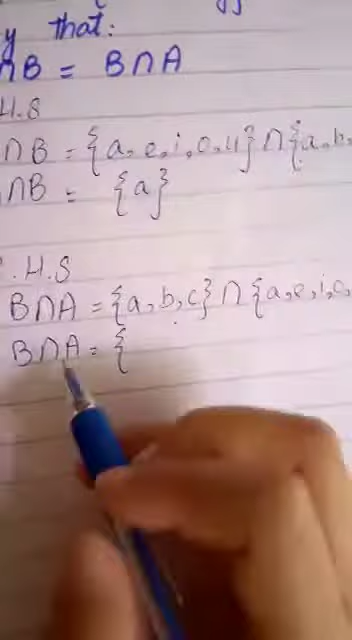 y that:
∩B = B∩A
H.S
∩B = {a,e,i,o,u} ∩ {a,b,
∩B = {a}
.H.S
B∩A = {a,b,c} ∩ {a,e,i,o,
B∩A = {